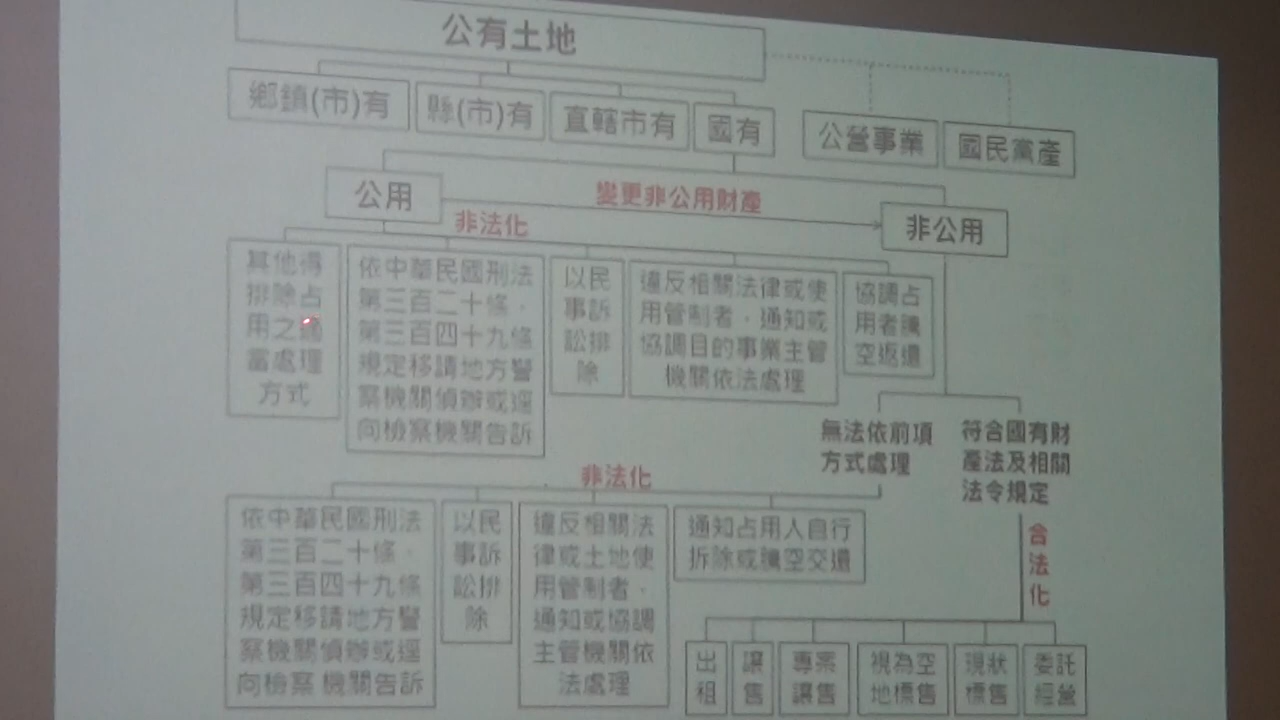 公有土地
鄉鎮(市)有
縣(市)有
直轄市有
國有
公營事業
國民黨產
公用
變更非公用財產
非公用
非法化
其他得
排除占
用之適
當處理
方式
依中華民國刑法
第三百二十條、
第三百四十九條
規定移請地方警
察機關偵辦或逕
向檢察機關告訴
以民
事訴
訟排
除
違反相關法律或使
用管制者，通知或
協調目的事業主管
機關依法處理
協調占
用者騰
空返還
無法依前項
方式處理
符合國有財
產法及相關
法令規定
非法化
依中華民國刑法
第三百二十條、
第三百四十九條
規定移請地方警
察機關偵辦或逕
向檢察機關告訴
以民
事訴
訟排
除
違反相關法
律或土地使
用管制者，
通知或協調
主管機關依
法處理
通知占用人自行
拆除或騰空交還
合
法
化
出
租
讓
售
專案
讓售
視為空
地標售
現狀
標售
委託
經營